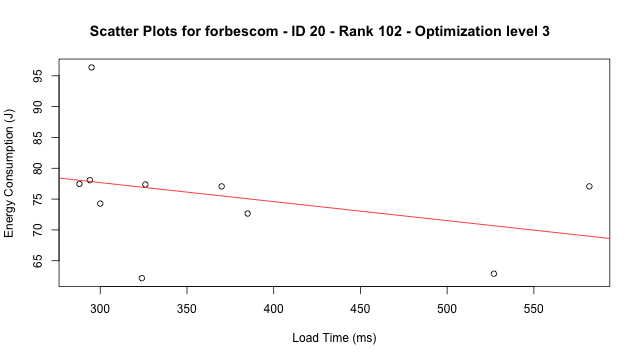 Scatter Plots for forbescom - ID 20 - Rank 102 - Optimization level 3
Energy Consumption (J)
95
90
85
80
75
70
65
300 350 400 450 500 550
Load Time (ms)